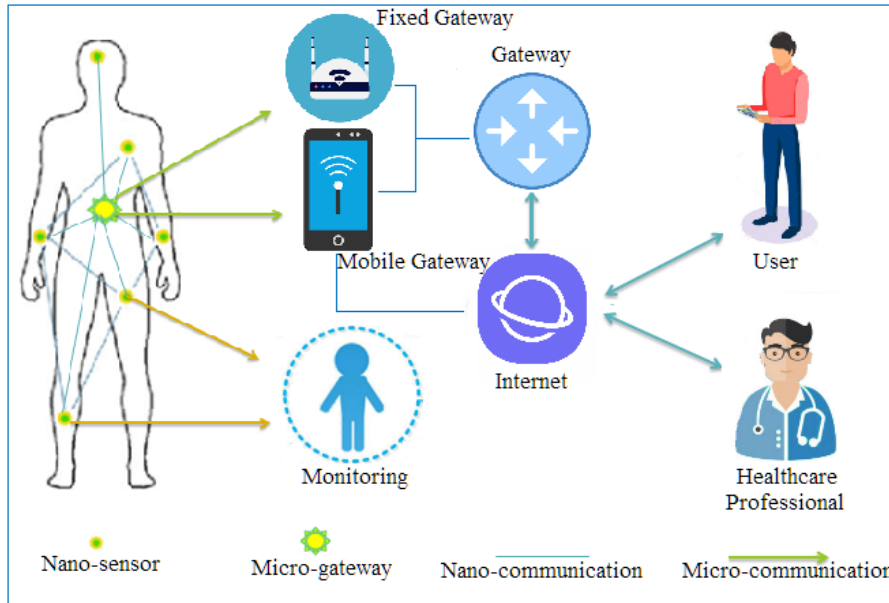 Fixed Gateway
Gateway
Mobile Gateway
User
Internet
Monitoring
Healthcare
Professional
Nano-sensor
Micro-gateway
Nano-communication
Micro-communication